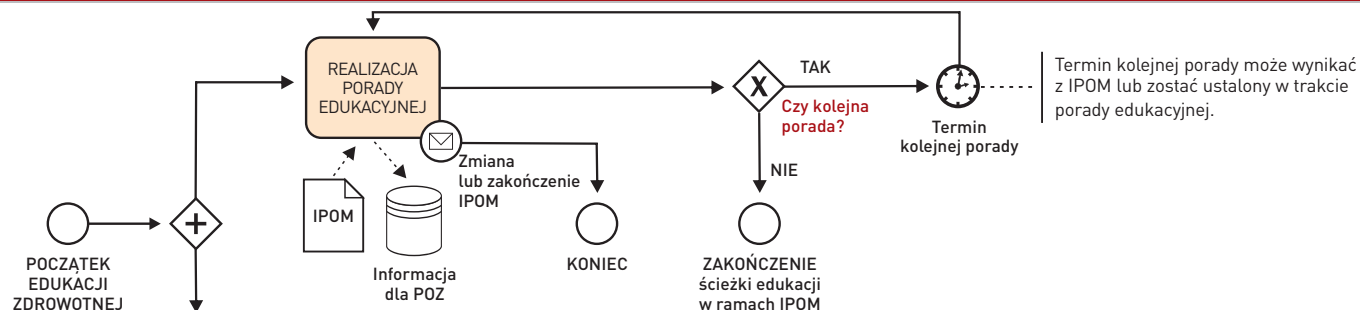 REALIZACJA
PORADY
EDUKACYJNEJ
TAK
X
Czy kolejna
porada?
Termin
kolejnej porady
Termin kolejnej porady może wynikać
z IPOM lub zostać ustalony w trakcie
porady edukacyjnej.
Zmiana
lub zakończenie
IPOM
NIE
IPOM
Informacja
dla POZ
KONIEC
ZAKOŃCZENIE
ścieżki edukacji
w ramach IPOM
+
POCZĄTEK
EDUKACJI
ZDROWOTNEJ